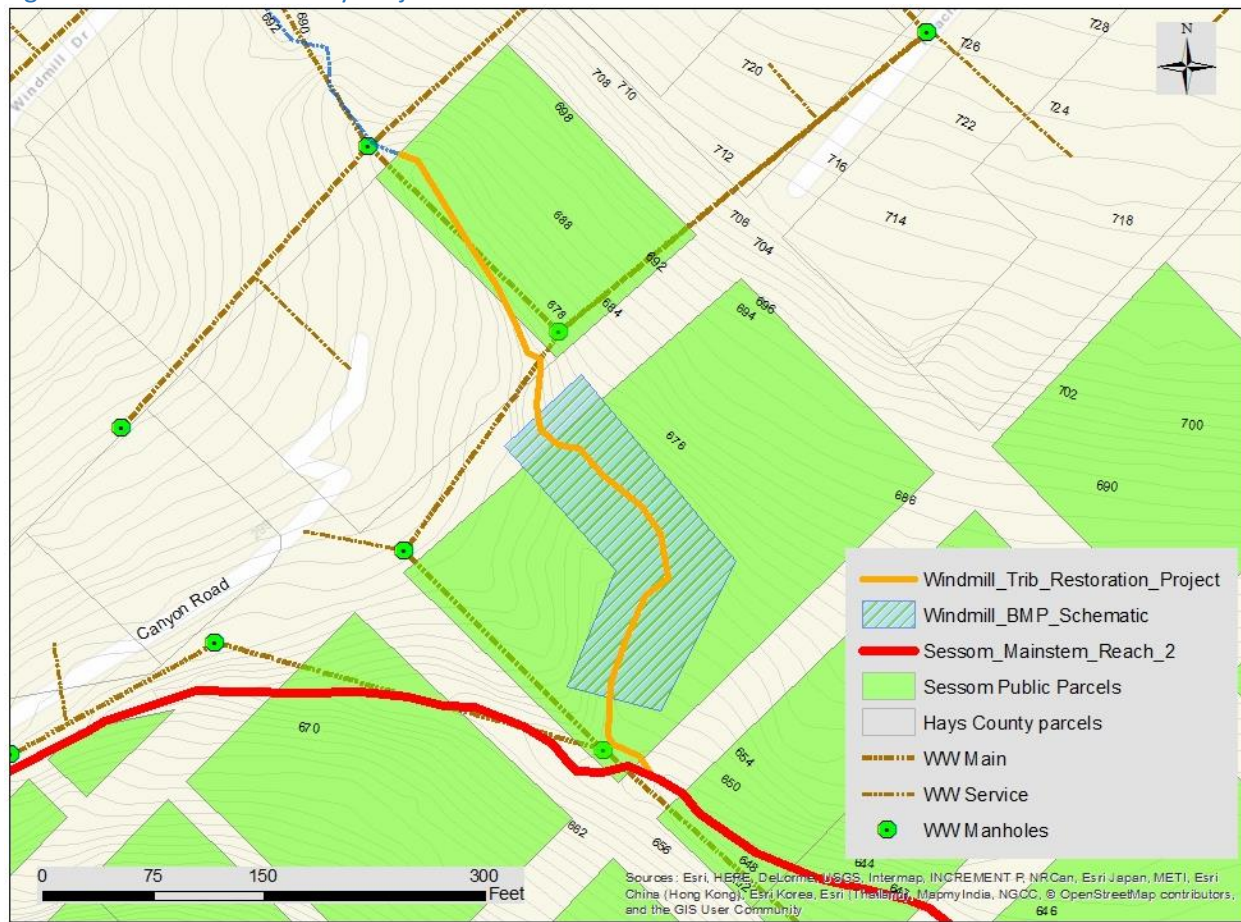 692
690
Windmill Dr
N
728
726
720
708
710
698
724
722
712
716
714
718
688
706
704
692
678
684
696
694
702
700
676
690
686
Canyon Road
670
654
650
662
656
648
644
646
Windmill_Trib_Restoration_Project
Windmill_BMP_Schematic
Sessom_Mainstem_Reach_2
Sessom Public Parcels
Hays County parcels
WW Main
WW Service
WW Manholes
0 75 150 300
Feet
Sources: Esri, HERE, DeLorme, USGS, Intermap, INCREMENT P, NRCan, Esri Japan, METI, Esri
China (Hong Kong), Esri Korea, Esri (Thailand), MapmyIndia, NGCC, © OpenStreetMap contributors,
and the GIS User Community